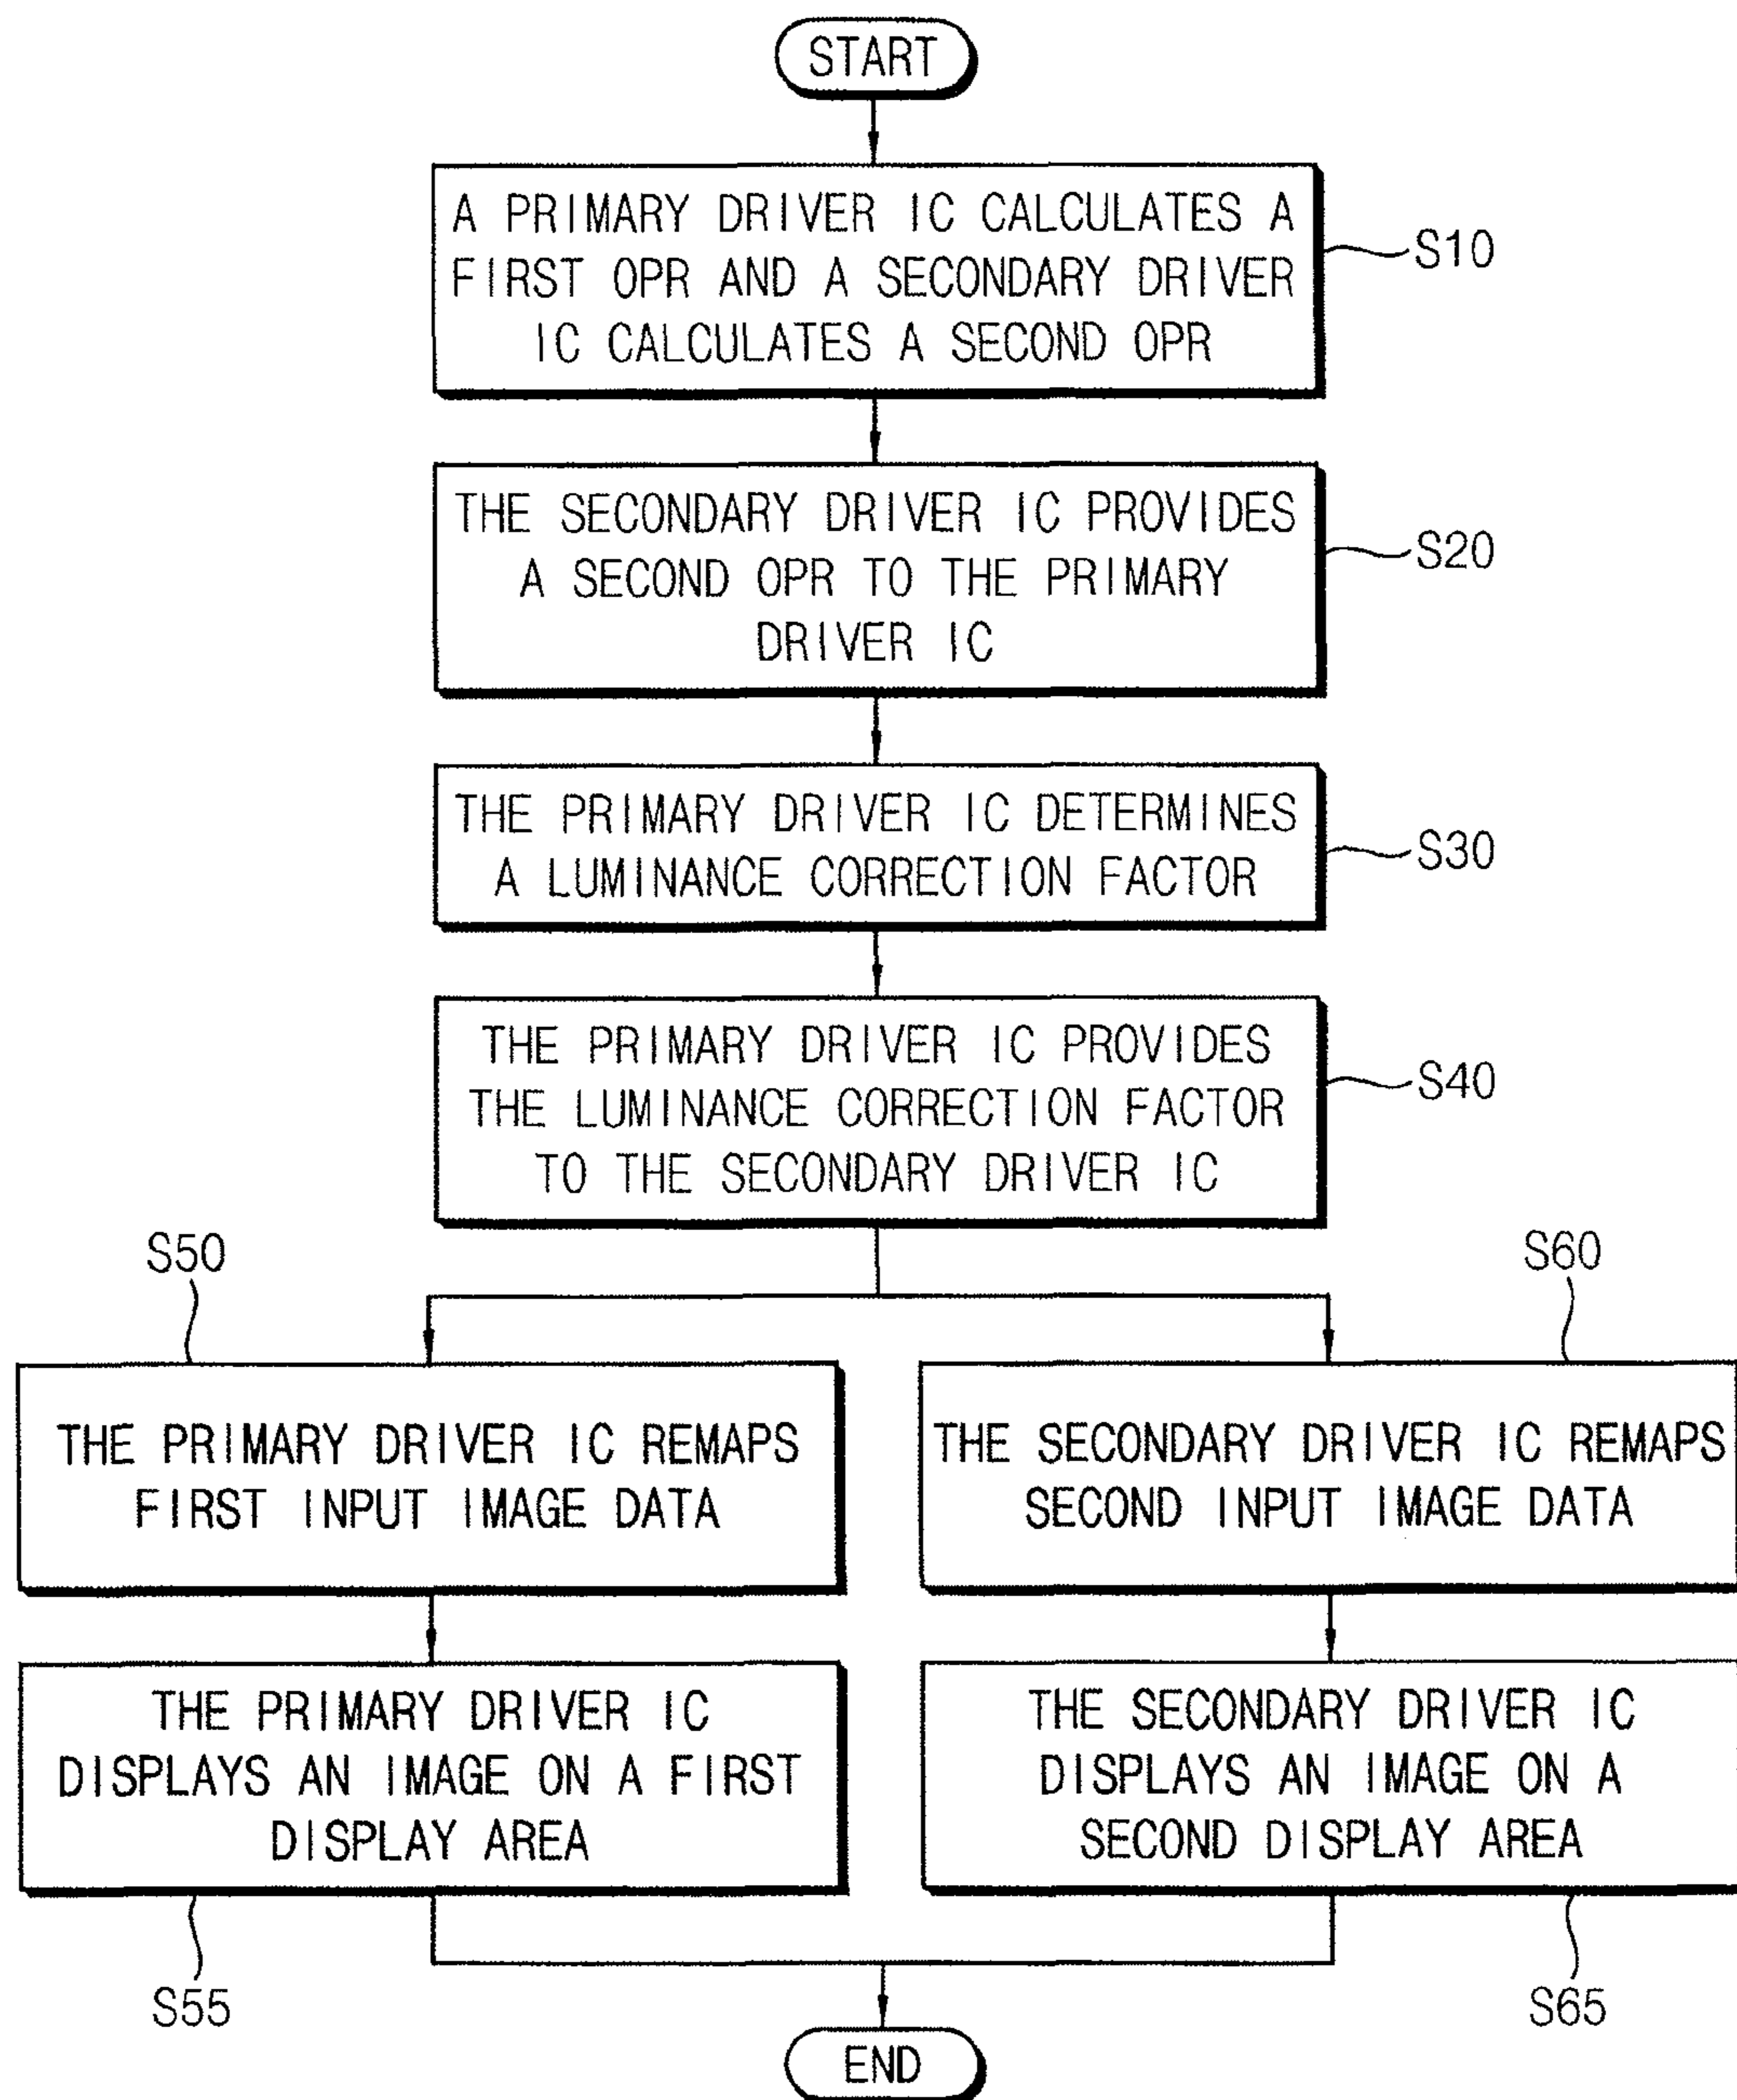 START
A PRIMARY DRIVER IC CALCULATES A
FIRST OPR AND A SECONDARY DRIVER
IC CALCULATES A SECOND OPR
S10
THE SECONDARY DRIVER IC PROVIDES
A SECOND OPR TO THE PRIMARY
DRIVER IC
S20
THE PRIMARY DRIVER IC DETERMINES
A LUMINANCE CORRECTION FACTOR
S30
THE PRIMARY DRIVER IC PROVIDES
THE LUMINANCE CORRECTION FACTOR
TO THE SECONDARY DRIVER IC
S40
S50
THE PRIMARY DRIVER IC REMAPS
FIRST INPUT IMAGE DATA
S60
THE SECONDARY DRIVER IC REMAPS
SECOND INPUT IMAGE DATA
THE PRIMARY DRIVER IC
DISPLAYS AN IMAGE ON A FIRST
DISPLAY AREA
S55
THE SECONDARY DRIVER IC
DISPLAYS AN IMAGE ON A
SECOND DISPLAY AREA
S65
END